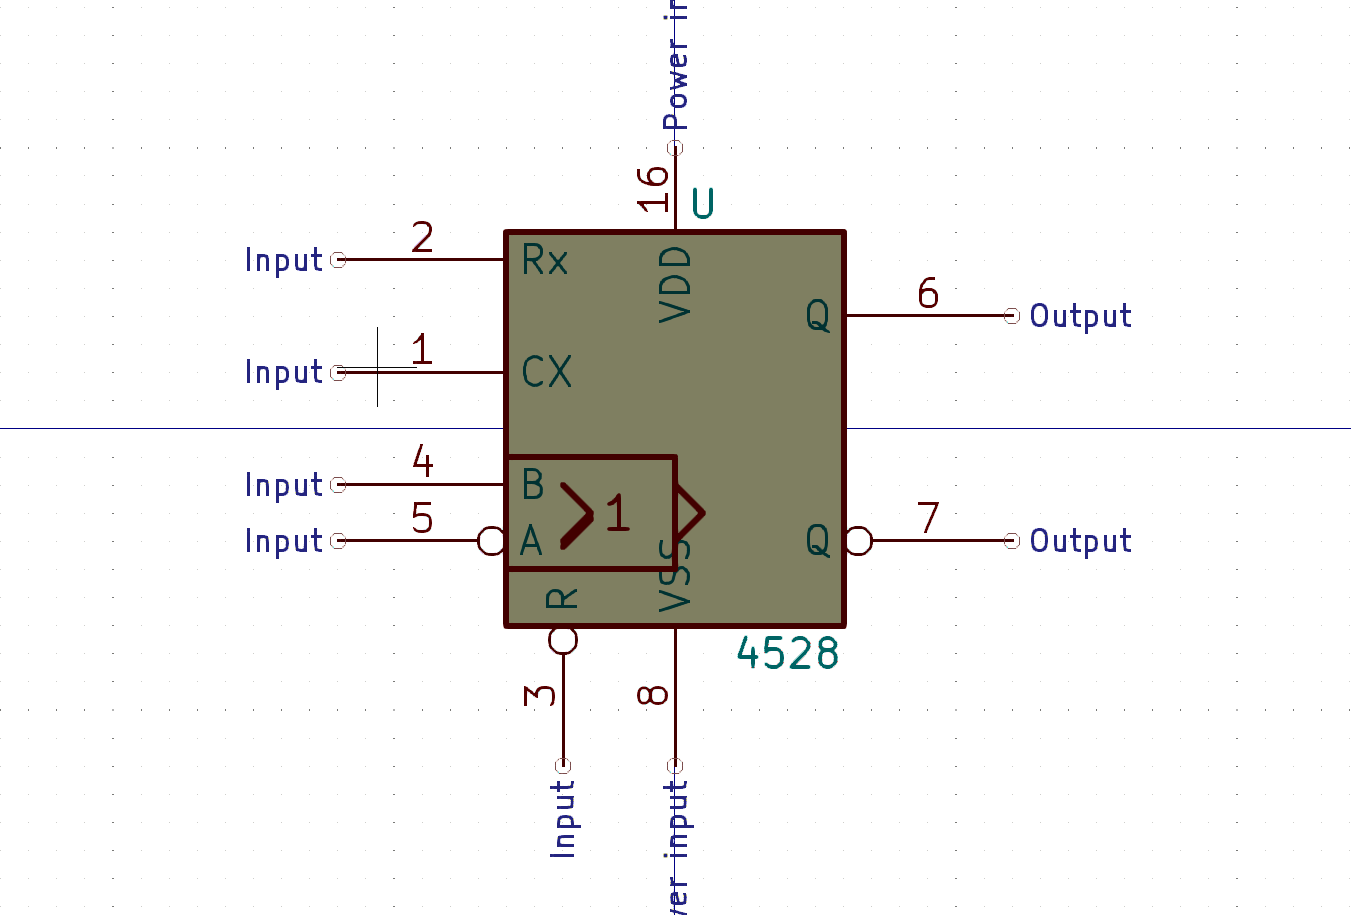 Power in
16
U
2
Input
Rx
VDD
6
Q
Output
1
Input
CX
4
Input
B
>1
5
Input
A
7
Q
Output
VSS
R
4528
3
8
Input
wer input